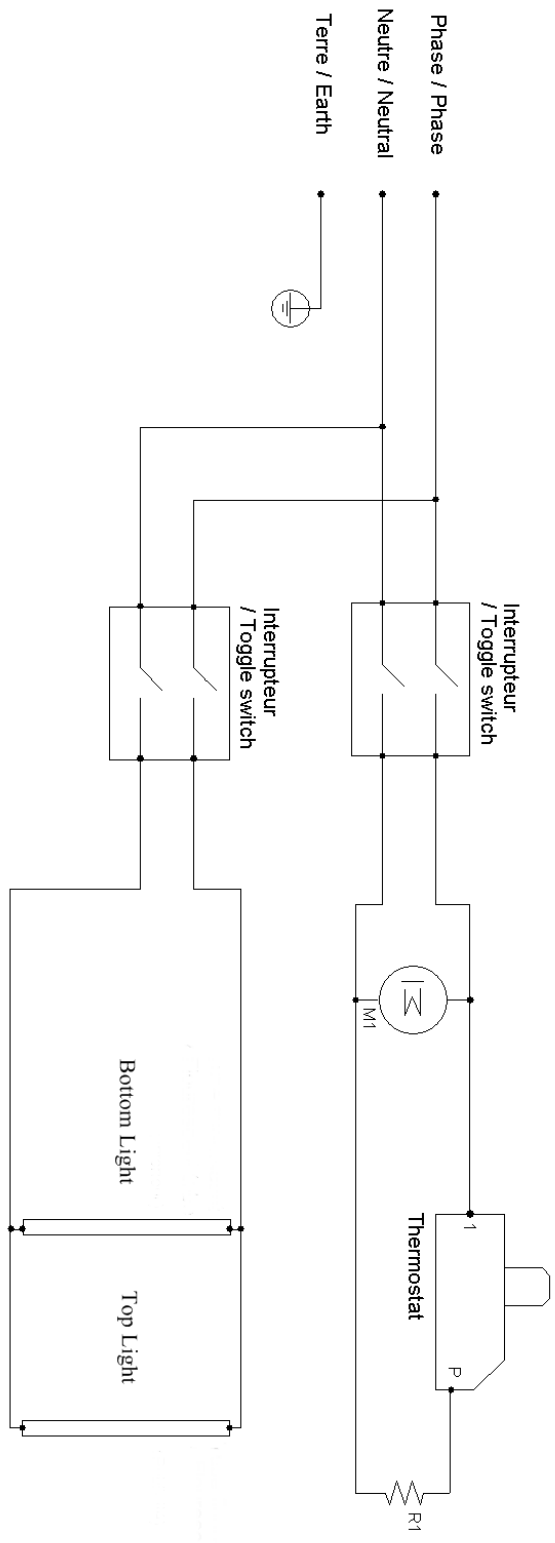 Phase / Phase
Neutre / Neutral
Terre / Earth
Interrupteur
/ Toggle switch
Interrupteur
/ Toggle switch
M
M1
1
Thermostat
P
R1
Bottom Light
Top Light